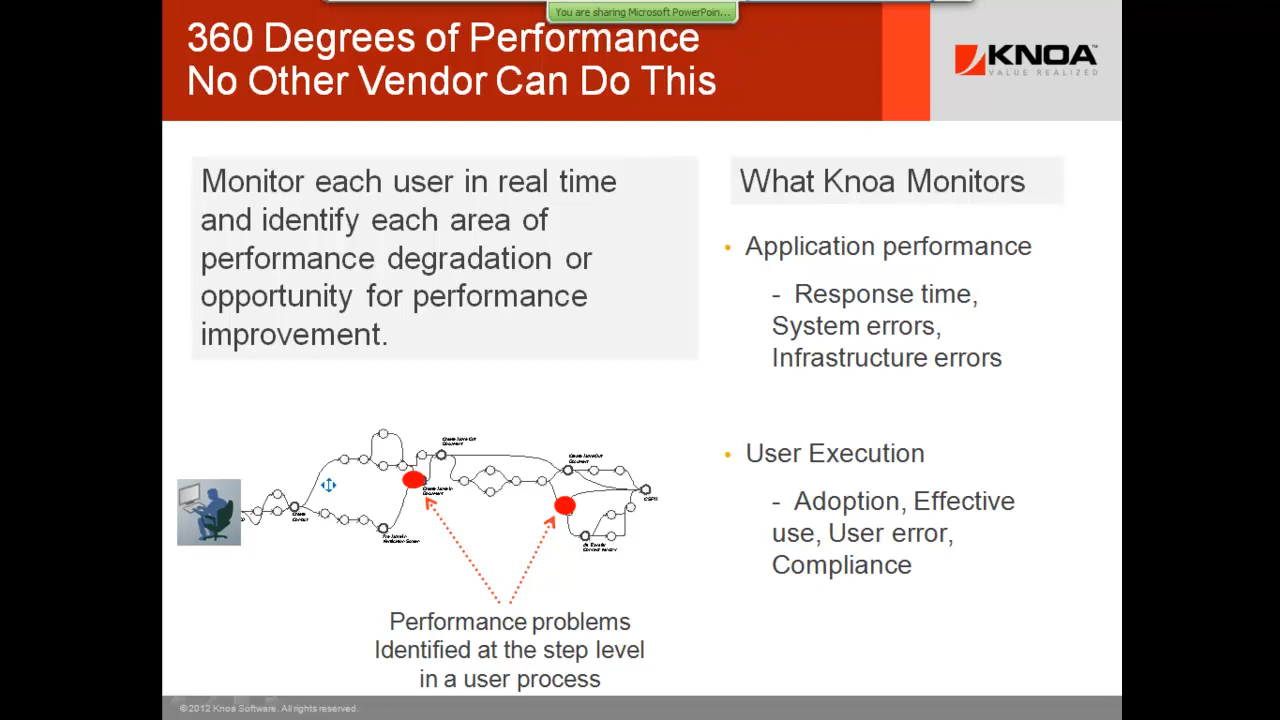 You are sharing Microsoft PowerPoin...
360 Degrees of Performance
No Other Vendor Can Do This
KNOA™
VALUE REALIZED
Monitor each user in real time
and identify each area of
performance degradation or
opportunity for performance
improvement.
What Knoa Monitors
• Application performance
- Response time,
System errors,
Infrastructure errors
• User Execution
- Adoption, Effective
use, User error,
Compliance
Performance problems
Identified at the step level
in a user process
©2012 Knoa Software. All rights reserved.